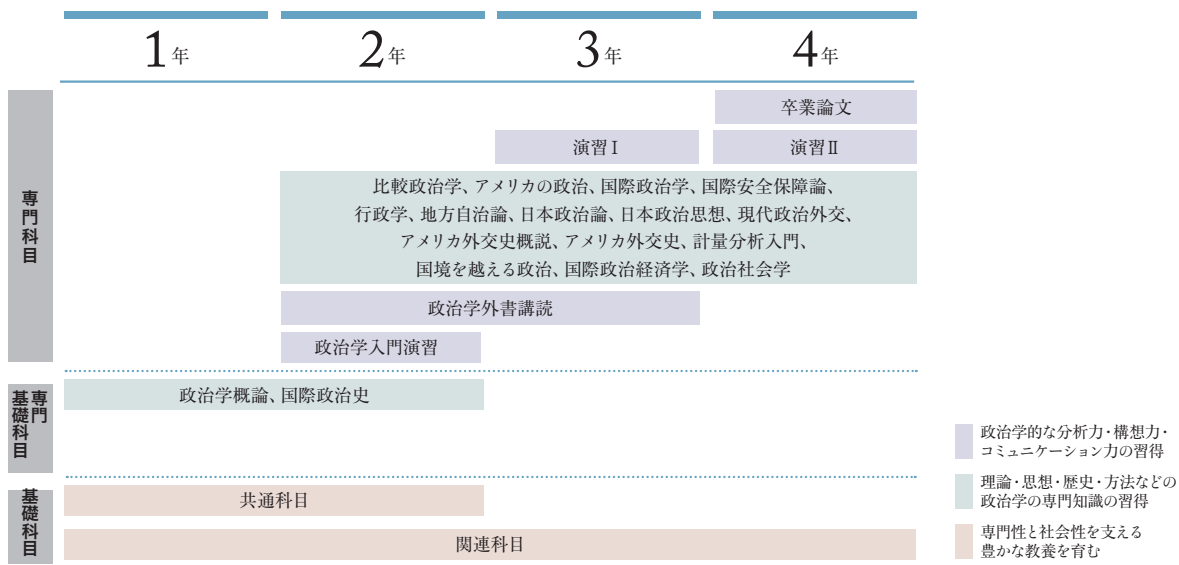 1年
2年
3年
4年
専門科目
卒業論文
演習Ⅰ
演習Ⅱ
比較政治学、アメリカの政治、国際政治学、国際安全保障論、
行政学、地方自治論、日本政治論、日本政治思想、現代政治外交、
アメリカ外交史概説、アメリカ外交史、計量分析入門、
国境を越える政治、国際政治経済学、政治社会学
政治学外書講読
政治学入門演習
専門
基礎科目
政治学概論、国際政治史
基礎科目
共通科目
関連科目
政治学的な分析力・構想力・
コミュニケーション力の習得
理論・思想・歴史・方法などの
政治学の専門知識の習得
専門性と社会性を支える
豊かな教養を育む